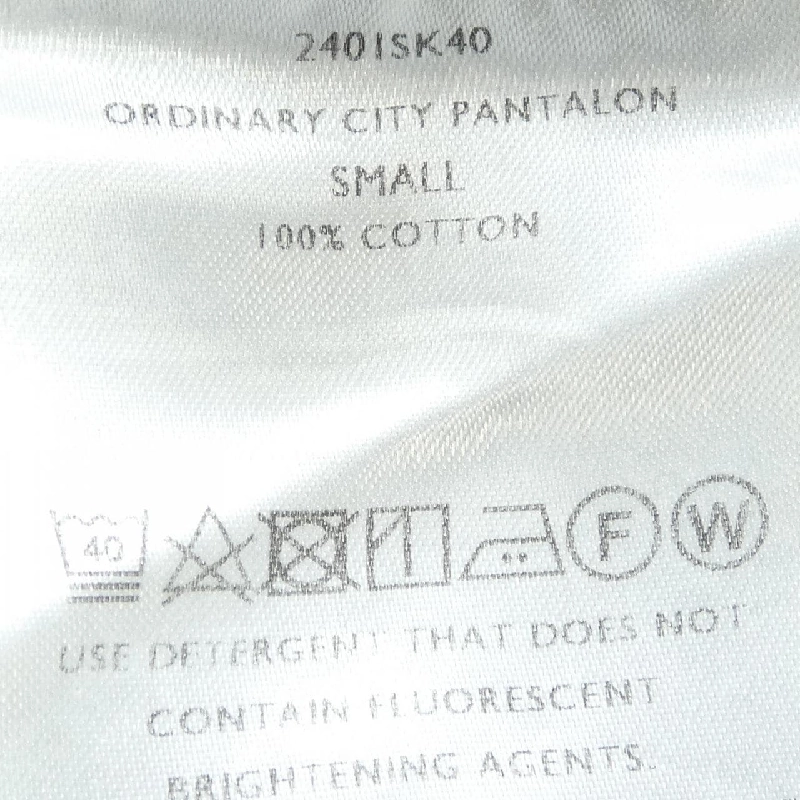 2401SK40
ORDINARY CITY PANTALON
SMALL
100% COTTON
40 F W
USE DETERGENT THAT DOES NOT
CONTAIN FLUORESCENT
BRIGHTENING AGENTS.